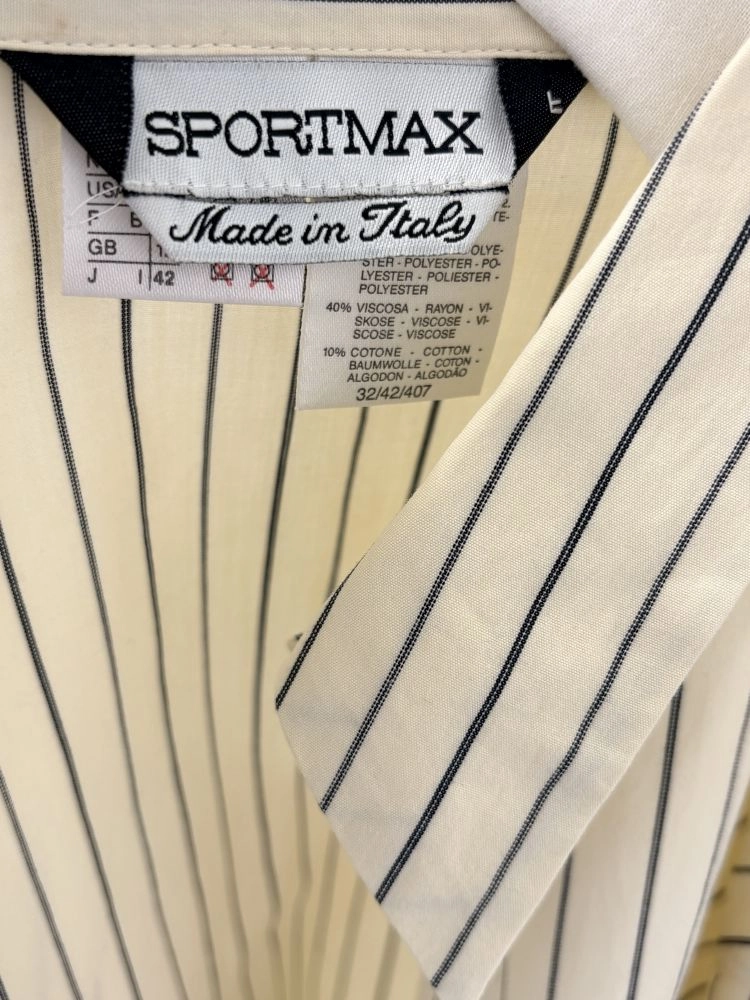 SPORTMAX
Made in Italy
USA
F
GB
J I 42
POLYESTER - PO-
LYESTER - POLIESTER -
POLYESTER
40% VISCOSA - RAYON - VI-
SKOSE - VISCOSE - VI-
SCOSE - VISCOSE
10% COTONE - COTTON -
BAUMWOLLE - COTON -
ALGODON - ALGODÃO
32/42/407